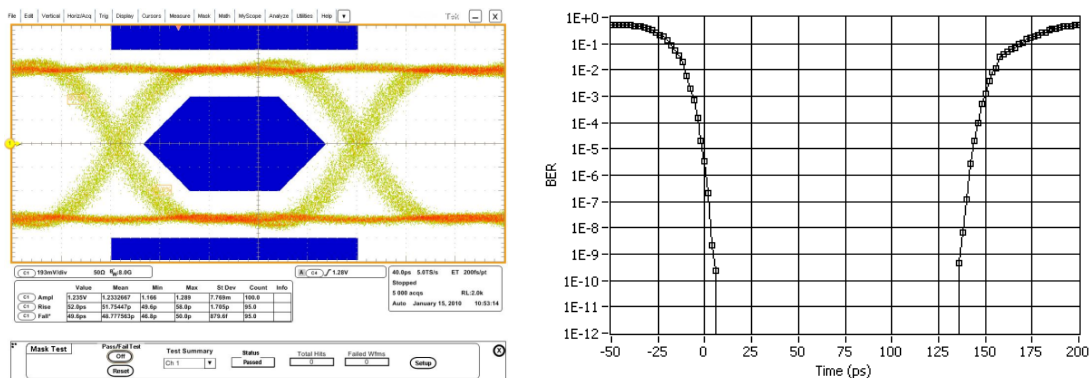 File Edit Vertical Horiz/Acq Trig Display Cursors Measure Mask Math MyScope Analyze Utilities Help
Tek
X
C1 193mV/div 50Ω BW:8.0G
A C4 1.28V
40.0ps 5.0TS/s ET 200fs/pt
Stopped
5 000 acqs RL:2.0k
Auto January 15, 2010 10:53:14
Value Mean Min Max St Dev Count Info
C1 Ampl 1.235V 1.2332667 1.166 1.289 7.769m 100.0
C1 Rise 52.0ps 51.75447p 49.6p 56.0p 1.705p 95.0
C1 Fall* 49.6ps 48.777563p 46.8p 50.0p 879.6f 95.0
Mask Test
Pass/Fail Test
Off
Reset
Test Summary
Ch 1
Status
Passed
Total Hits
0
Failed Wfms
0
Setup
X
1E+0
1E-1
1E-2
1E-3
1E-4
1E-5
1E-6
1E-7
1E-8
1E-9
1E-10
1E-11
1E-12
BER
-50 -25 0 25 50 75 100 125 150 175 200
Time (ps)